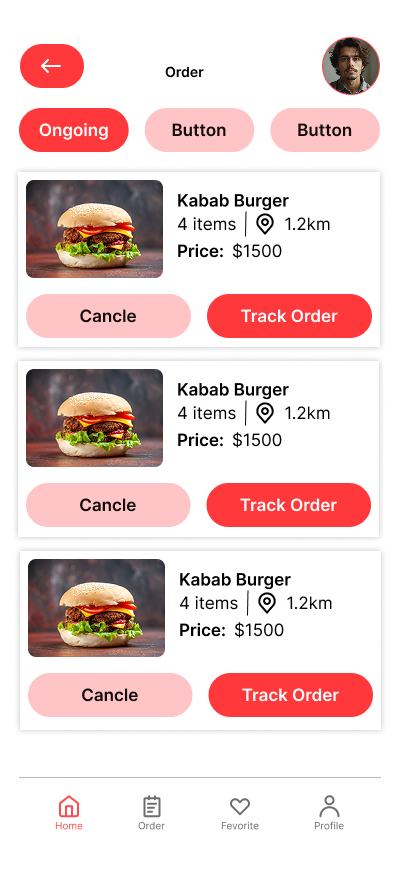 Order
Ongoing
Button
Button
Kabab Burger
4 items
1.2km
Price: $1500
Cancle
Track Order
Kabab Burger
4 items
1.2km
Price: $1500
Cancle
Track Order
Kabab Burger
4 items
1.2km
Price: $1500
Cancle
Track Order
Home
Order
Fevorite
Profile